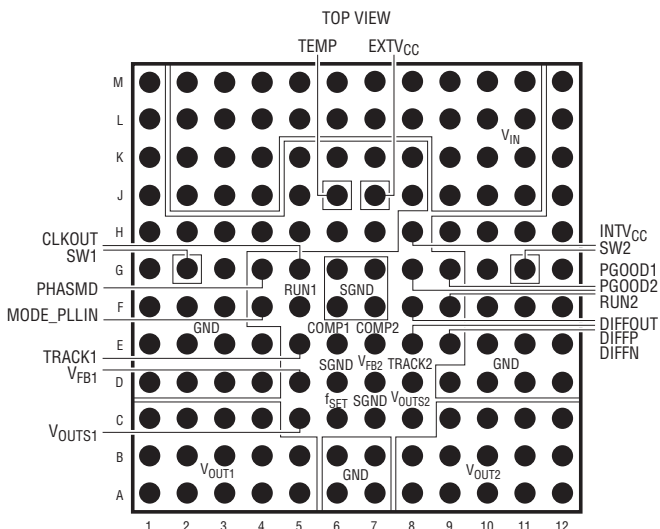 TOP VIEW
TEMP EXTVCC
M
L
VIN
K
J
H
INTVCC
CLKOUT
SW2
SW1
G
PGOOD1
PHASMD
RUN1 SGND
PGOOD2
RUN2
MODE_PLLIN
F
GND COMP1 COMP2
DIFFOUT
DIFFP
DIFFN
E
TRACK1
SGND VFB2 TRACK2 GND
VFB1
D
fSET SGND VOUTS2
C
VOUTS1
B
VOUT1 GND VOUT2
A
1 2 3 4 5 6 7 8 9 10 11 12